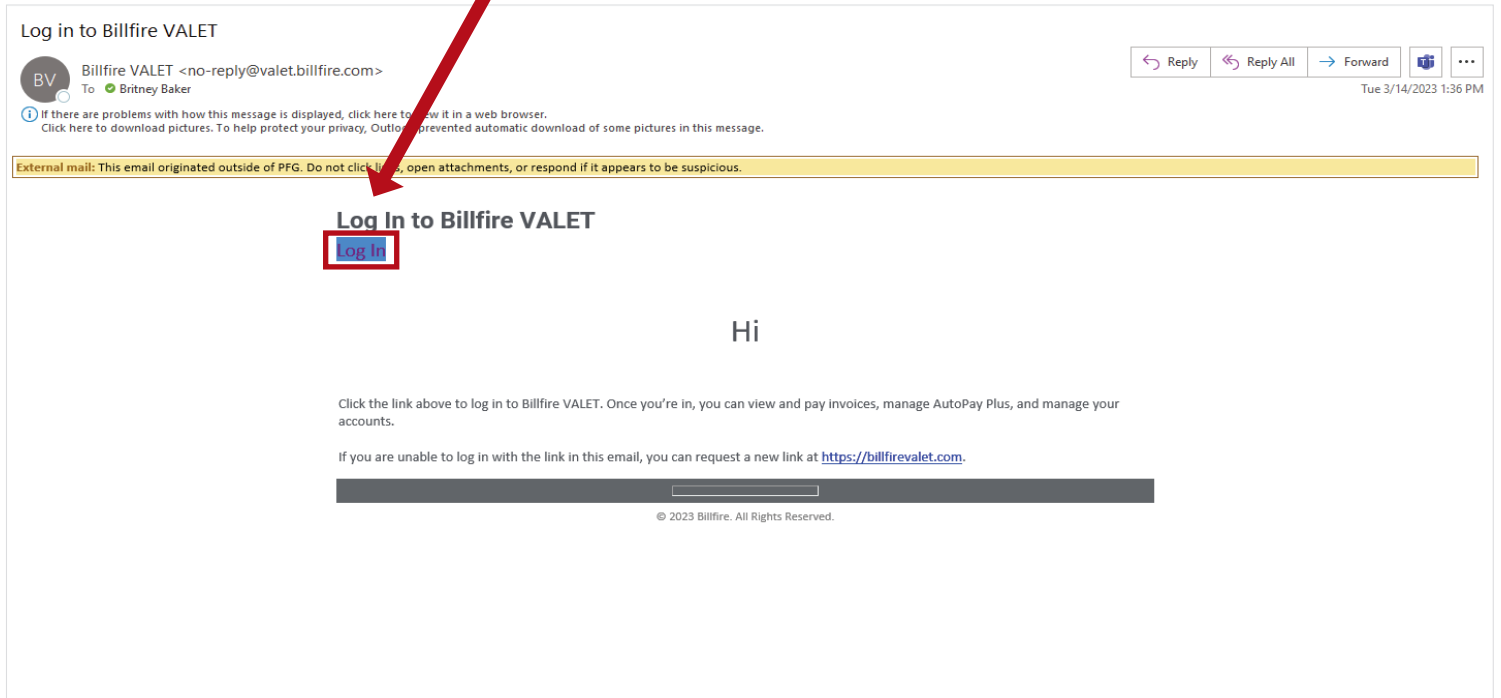 Log in to Billfire VALET
BV
Billfire VALET <no-reply@valet.billfire.com>
To Britney Baker
Reply
Reply All
Forward
Tue 3/14/2023 1:36 PM
If there are problems with how this message is displayed, click here to view it in a web browser.
Click here to download pictures. To help protect your privacy, Outlook prevented automatic download of some pictures in this message.
External mail: This email originated outside of PFG. Do not click links, open attachments, or respond if it appears to be suspicious.
Log In to Billfire VALET
Log In
Hi
Click the link above to log in to Billfire VALET. Once you're in, you can view and pay invoices, manage AutoPay Plus, and manage your
accounts.
If you are unable to log in with the link in this email, you can request a new link at https://billfirevalet.com.
© 2023 Billfire. All Rights Reserved.